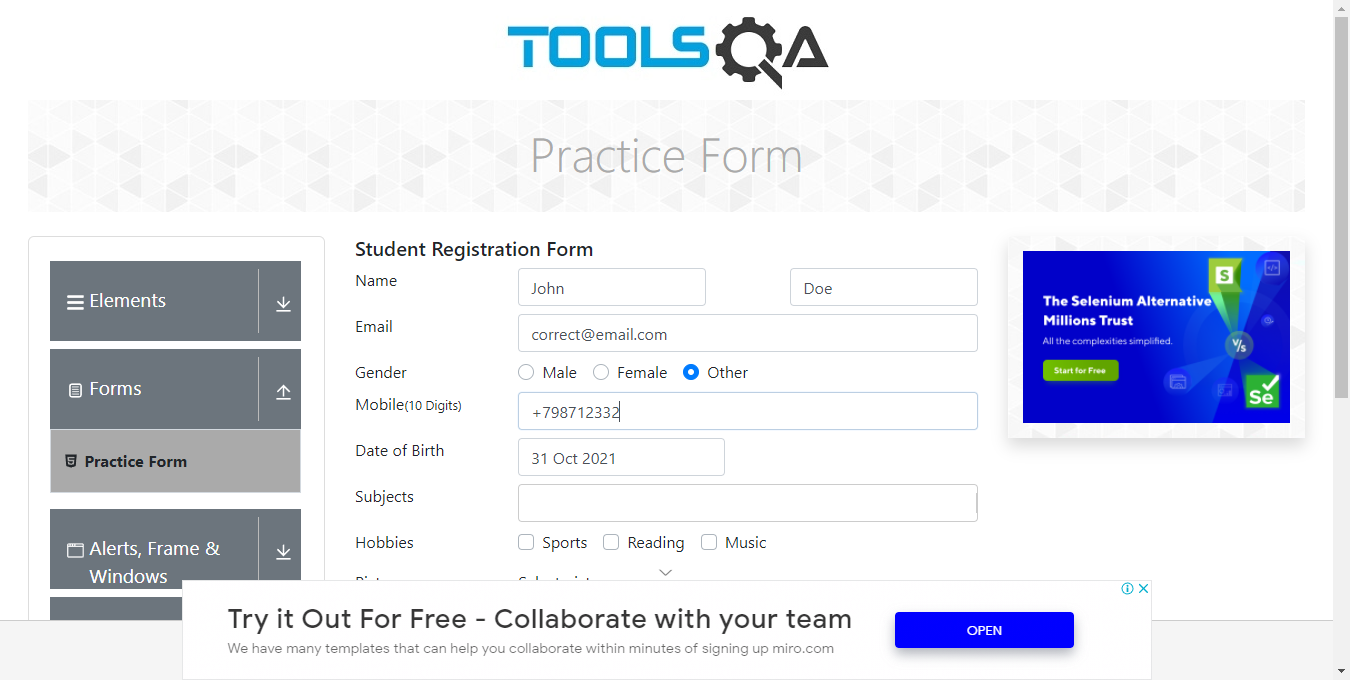 TOOLSQA
Practice Form
Elements
Forms
Practice Form
Alerts, Frame &
Windows
Student Registration Form
Name John Doe
Email correct@email.com
Gender Male Female Other
Mobile(10 Digits) +798712332
Date of Birth 31 Oct 2021
Subjects
Hobbies Sports Reading Music
The Selenium Alternative
Millions Trust
All the complexities simplified.
Start for Free
S
V/S
Se
Try it Out For Free - Collaborate with your team
We have many templates that can help you collaborate within minutes of signing up miro.com
OPEN